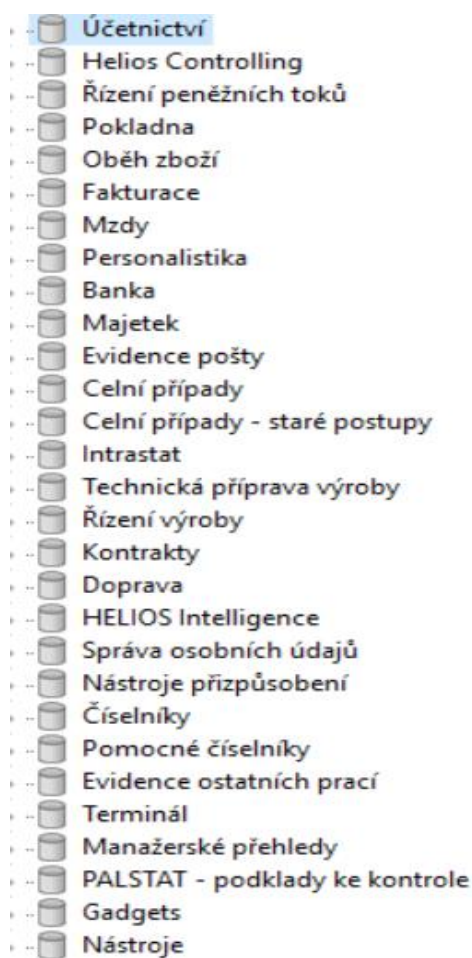 Účetnictví
Helios Controlling
Řízení peněžních toků
Pokladna
Oběh zboží
Fakturace
Mzdy
Personalistika
Banka
Majetek
Evidence pošty
Celní případy
Celní případy - staré postupy
Intrastat
Technická příprava výroby
Řízení výroby
Kontrakty
Doprava
HELIOS Intelligence
Správa osobních údajů
Nástroje přizpůsobení
Číselníky
Pomocné číselníky
Evidence ostatních prací
Terminál
Manažerské přehledy
PALSTAT - podklady ke kontrole
Gadgets
Nástroje